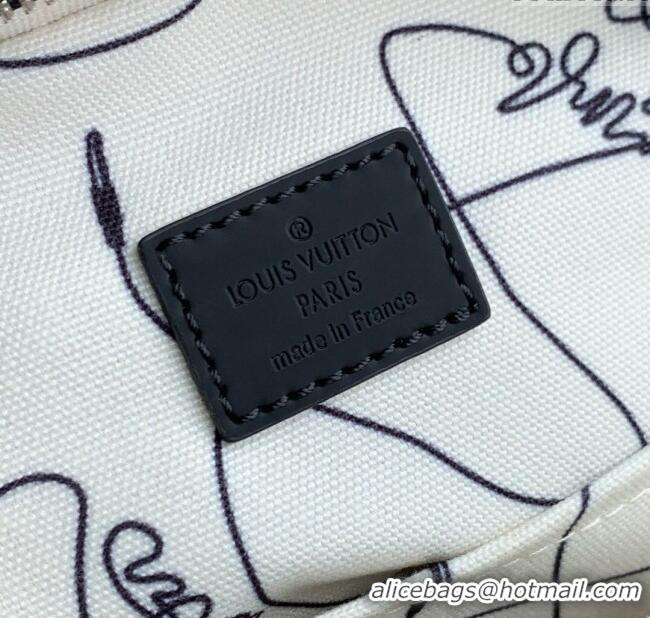 ®
LOUIS VUITTON
PARIS
made in France
alicebags@hotmail.com